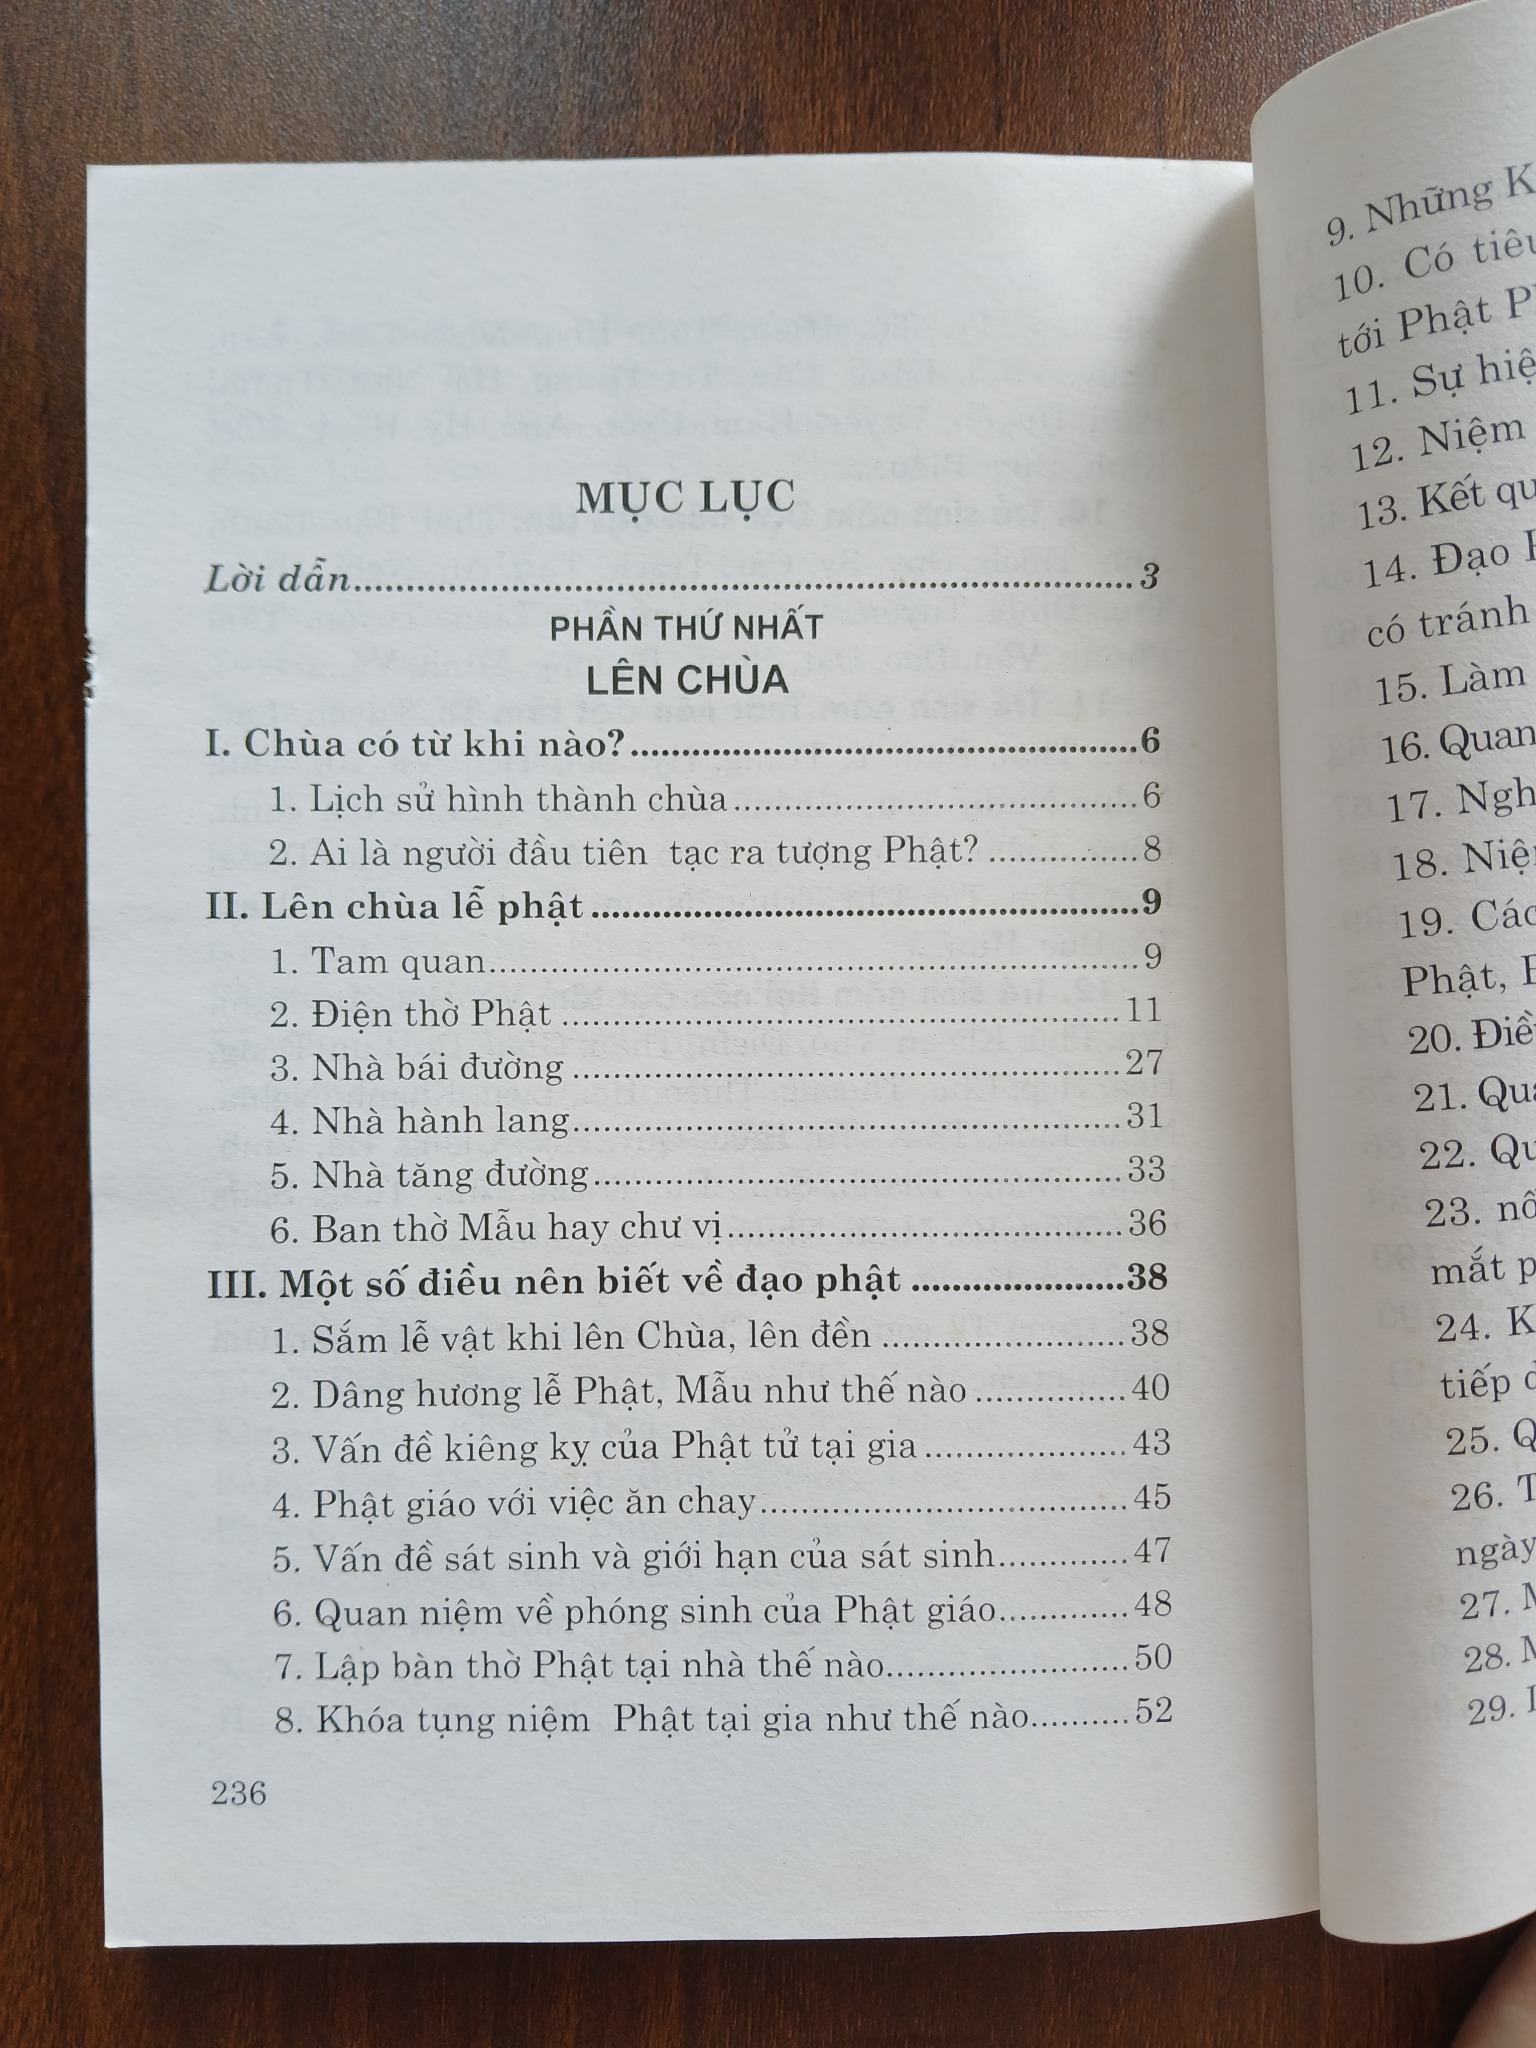 MỤC LỤC
Lời dẫn........................................................................3
PHẦN THỨ NHẤT
LÊN CHÙA
I. Chùa có từ khi nào?................................................6
1. Lịch sử hình thành chùa......................................6
2. Ai là người đầu tiên tạc ra tượng Phật? ..............8
II. Lên chùa lễ phật....................................................9
1. Tam quan.............................................................9
2. Điện thờ Phật ....................................................11
3. Nhà bái đường...................................................27
4. Nhà hành lang...................................................31
5. Nhà tăng đường.................................................33
6. Ban thờ Mẫu hay chư vị.....................................36
III. Một số điều nên biết về đạo phật .....................38
1. Sắm lễ vật khi lên Chùa, lên đền .......................38
2. Dâng hương lễ Phật, Mẫu như thế nào ..............40
3. Vấn đề kiêng kỵ của Phật tử tại gia....................43
4. Phật giáo với việc ăn chay..................................45
5. Vấn đề sát sinh và giới hạn của sát sinh.............47
6. Quan niệm về phóng sinh của Phật giáo.............48
7. Lập bàn thờ Phật tại nhà thế nào.......................50
8. Khóa tụng niệm Phật tại gia như thế nào..........52
236
9. Những
10. Có
tới Phật
11. Sự
12. Niệm
13. Kết
14. Đạo
có tránh
15. Làm
16. Quan
17.
18.
19.
Phật,
20.
21.
22.
23.
mắt
24.
tiếp
25.
26.
ngày
27.
28.
29.